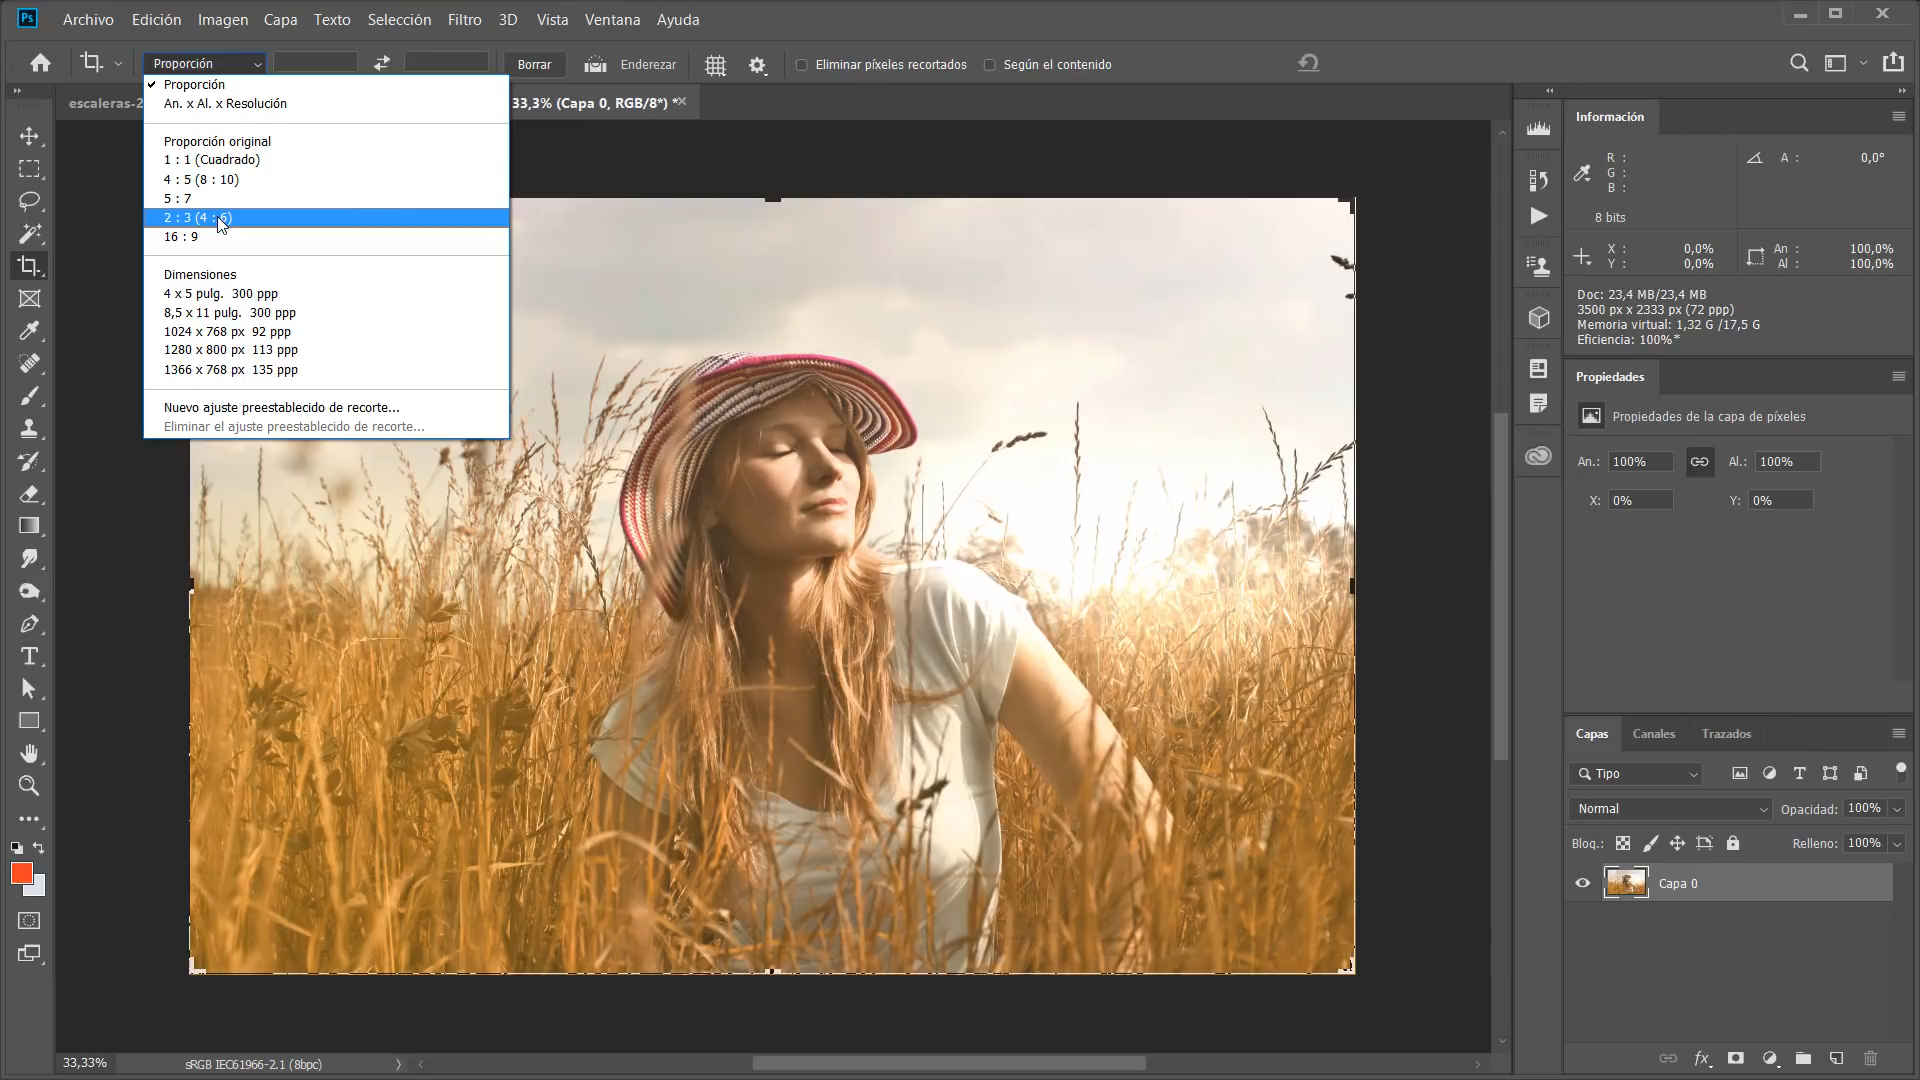 Ps Archivo Edición Imagen Capa Texto Selección Filtro 3D Vista Ventana Ayuda
Proporción Borrar Enderezar Eliminar píxeles recortados Según el contenido
escaleras-2 33,3% (Capa 0, RGB/8*) *
Proporción
An. x Al. x Resolución
Proporción original
1 : 1 (Cuadrado)
4 : 5 (8 : 10)
5 : 7
2 : 3 (4 : 6)
16 : 9
Dimensiones
4 x 5 pulg. 300 ppp
8,5 x 11 pulg. 300 ppp
1024 x 768 px 92 ppp
1280 x 800 px 113 ppp
1366 x 768 px 135 ppp
Nuevo ajuste preestablecido de recorte...
Eliminar el ajuste preestablecido de recorte...
Información
R : A : 0,0°
G :
B :
8 bits
X : 0,0% An : 100,0%
Y : 0,0% Al : 100,0%
Doc: 23,4 MB/23,4 MB
3500 px x 2333 px (72 ppp)
Memoria virtual: 1,32 G /17,5 G
Eficiencia: 100%*
Propiedades
Propiedades de la capa de píxeles
An.: 100% Al.: 100%
X: 0% Y: 0%
Capas Canales Trazados
Tipo
Normal Opacidad: 100%
Bloq.: Relleno: 100%
Capa 0
fx
33,33% sRGB IEC61966-2.1 (8bpc)